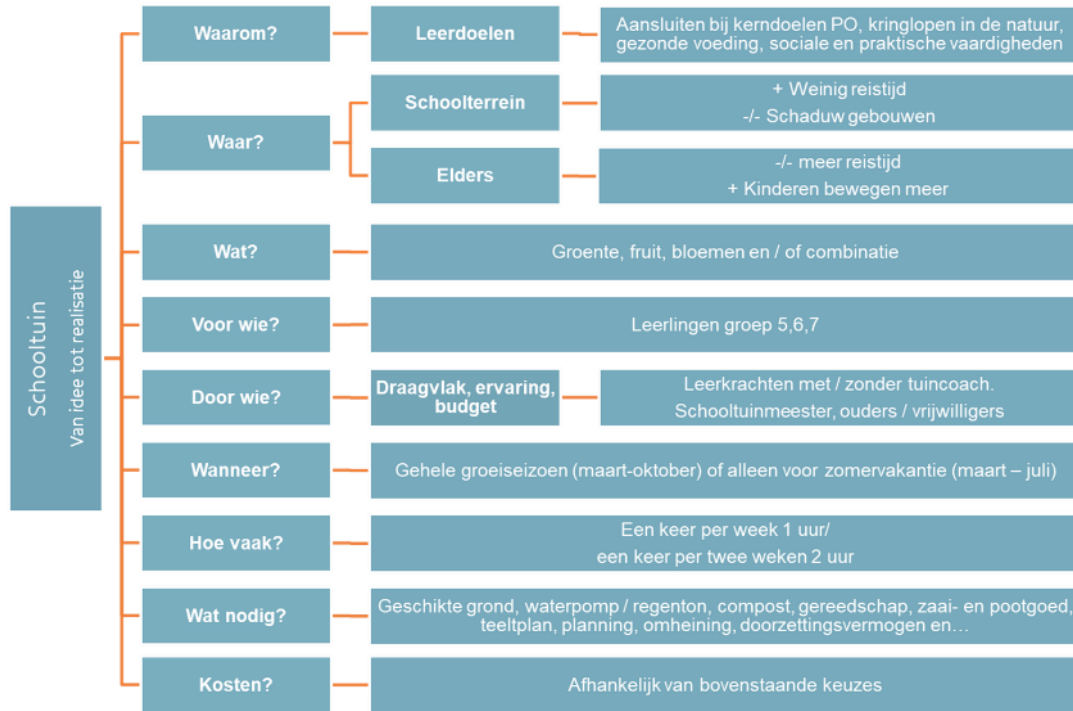 Schooltuin
Van idee tot realisatie
Waarom?
Leerdoelen
Aansluiten bij kerndoelen PO, kringlopen in de natuur,
gezonde voeding, sociale en praktische vaardigheden
Waar?
Schoolterrein
+ Weinig reistijd
-/- Schaduw gebouwen
Elders
-/- meer reistijd
+ Kinderen bewegen meer
Wat?
Groente, fruit, bloemen en / of combinatie
Voor wie?
Leerlingen groep 5,6,7
Door wie?
Draagvlak, ervaring,
budget
Leerkrachten met / zonder tuincoach.
Schooltuinmeester, ouders / vrijwilligers
Wanneer?
Gehele groeiseizoen (maart-oktober) of alleen voor zomervakantie (maart – juli)
Hoe vaak?
Een keer per week 1 uur/
een keer per twee weken 2 uur
Wat nodig?
Geschikte grond, waterpomp / regenton, compost, gereedschap, zaai- en pootgoed,
teeltplan, planning, omheining, doorzettingsvermogen en…
Kosten?
Afhankelijk van bovenstaande keuzes